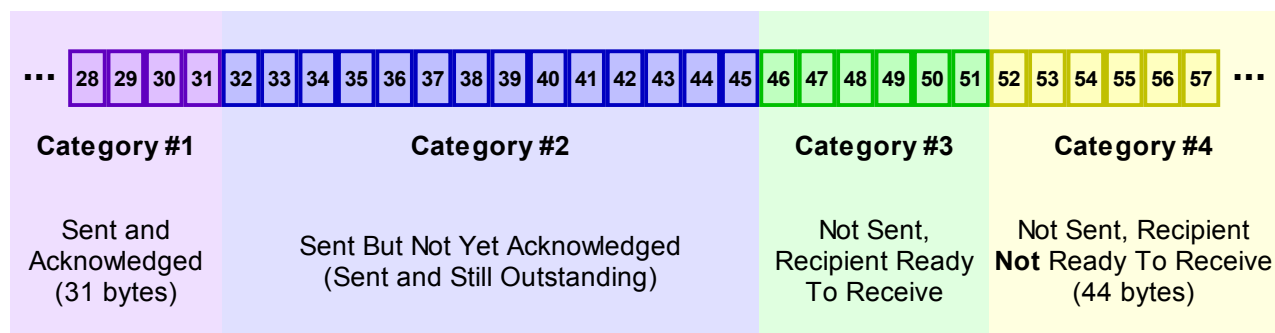 ... 28 29 30 31 32 33 34 35 36 37 38 39 40 41 42 43 44 45 46 47 48 49 50 51 52 53 54 55 56 57 ...
Category #1 Category #2 Category #3 Category #4
Sent and
Acknowledged
(31 bytes)
Sent But Not Yet Acknowledged
(Sent and Still Outstanding)
Not Sent,
Recipient Ready
To Receive
Not Sent, Recipient
Not Ready To Receive
(44 bytes)